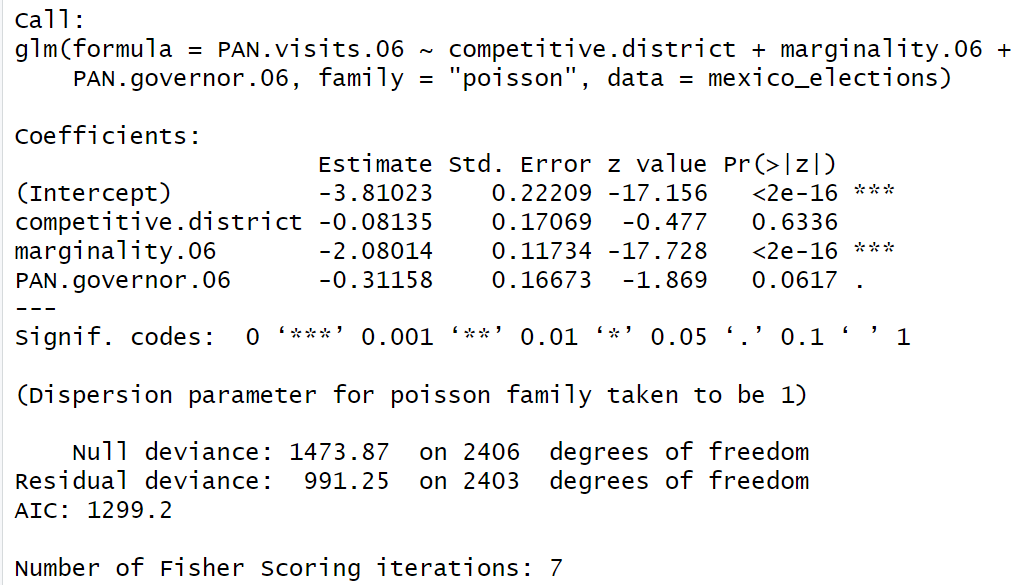 Call:
glm(formula = PAN.visits.06 ~ competitive.district + marginality.06 +
    PAN.governor.06, family = "poisson", data = mexico_elections)

Coefficients:
                     Estimate Std. Error z value Pr(>|z|)
(Intercept)          -3.81023    0.22209 -17.156   <2e-16 ***
competitive.district -0.08135    0.17069  -0.477   0.6336
marginality.06       -2.08014    0.11734 -17.728   <2e-16 ***
PAN.governor.06      -0.31158    0.16673  -1.869   0.0617 .
---
Signif. codes:  0 ‘***’ 0.001 ‘**’ 0.01 ‘*’ 0.05 ‘.’ 0.1 ‘ ’ 1

(Dispersion parameter for poisson family taken to be 1)

    Null deviance: 1473.87  on 2406  degrees of freedom
Residual deviance:  991.25  on 2403  degrees of freedom
AIC: 1299.2

Number of Fisher Scoring iterations: 7